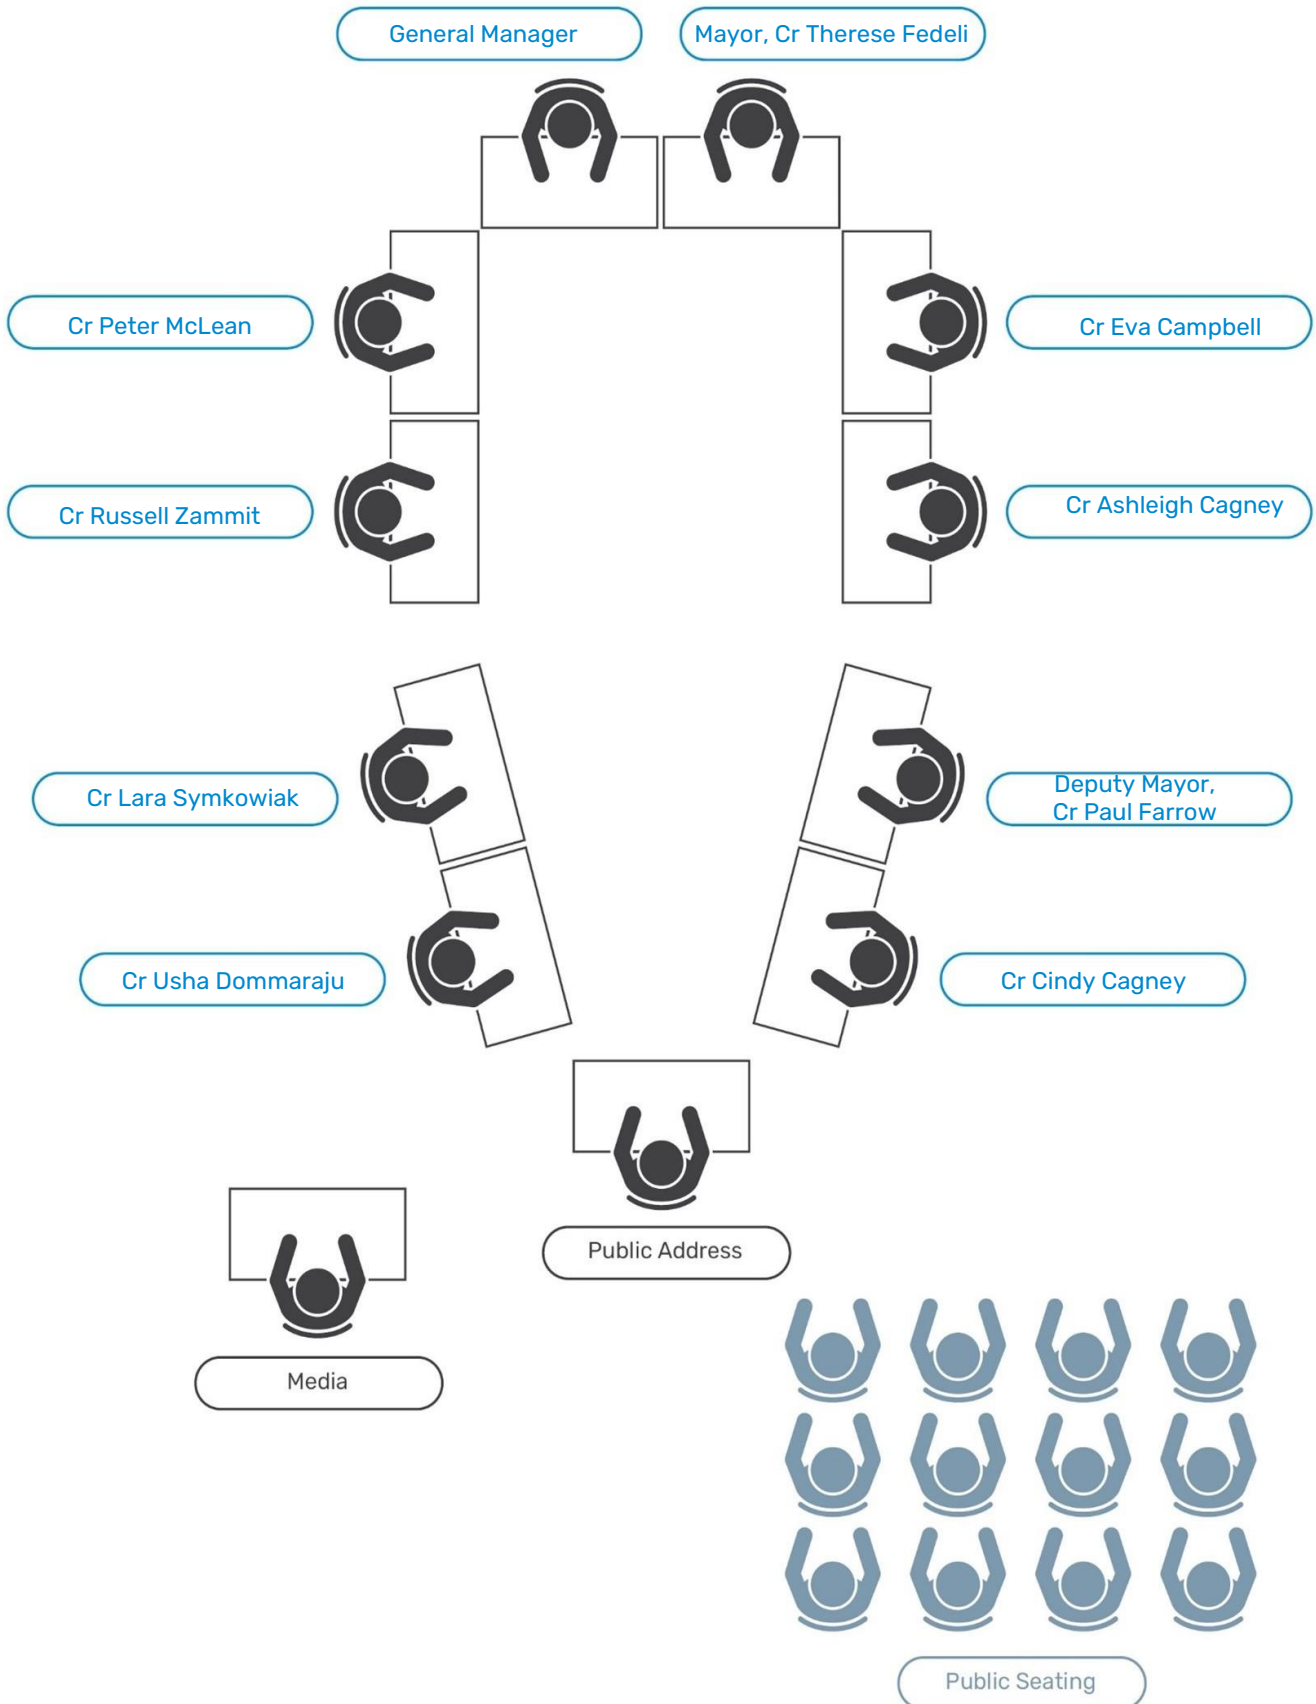 General Manager
Mayor, Cr Therese Fedeli
Cr Peter McLean
Cr Eva Campbell
Cr Russell Zammit
Cr Ashleigh Cagney
Cr Lara Symkowiak
Deputy Mayor,
Cr Paul Farrow
Cr Usha Dommaraju
Cr Cindy Cagney
Public Address
Media
Public Seating